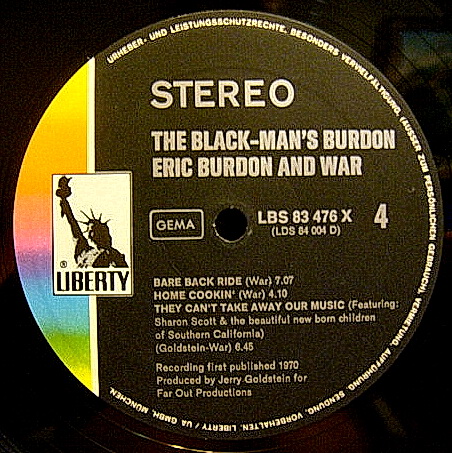 URHEBER- UND LEISTUNGSSCHUTZRECHTE, BESONDERS VERVIELFÄLTIGUNG, (AUSSER ZUM PERSÖNLICHEN GEBRAUCH), VERMIETUNG, AUFFÜHRUNG, SENDUNG, VORBEHALTEN. LIBERTY / UA GMBH, MÜNCHEN.
STEREO
THE BLACK-MAN'S BURDON
ERIC BURDON AND WAR
GEMA
LBS 83 476 X 4
(LDS 84 004 D)
® LIBERTY
BARE BACK RIDE (War) 7.07
HOME COOKIN' (War) 4.10
THEY CAN'T TAKE AWAY OUR MUSIC (Featuring:
Sharon Scott & the beautiful new born children
of Southern California)
(Goldstein-War) 6.45
Recording first published 1970
Produced by Jerry Goldstein for
Far Out Productions